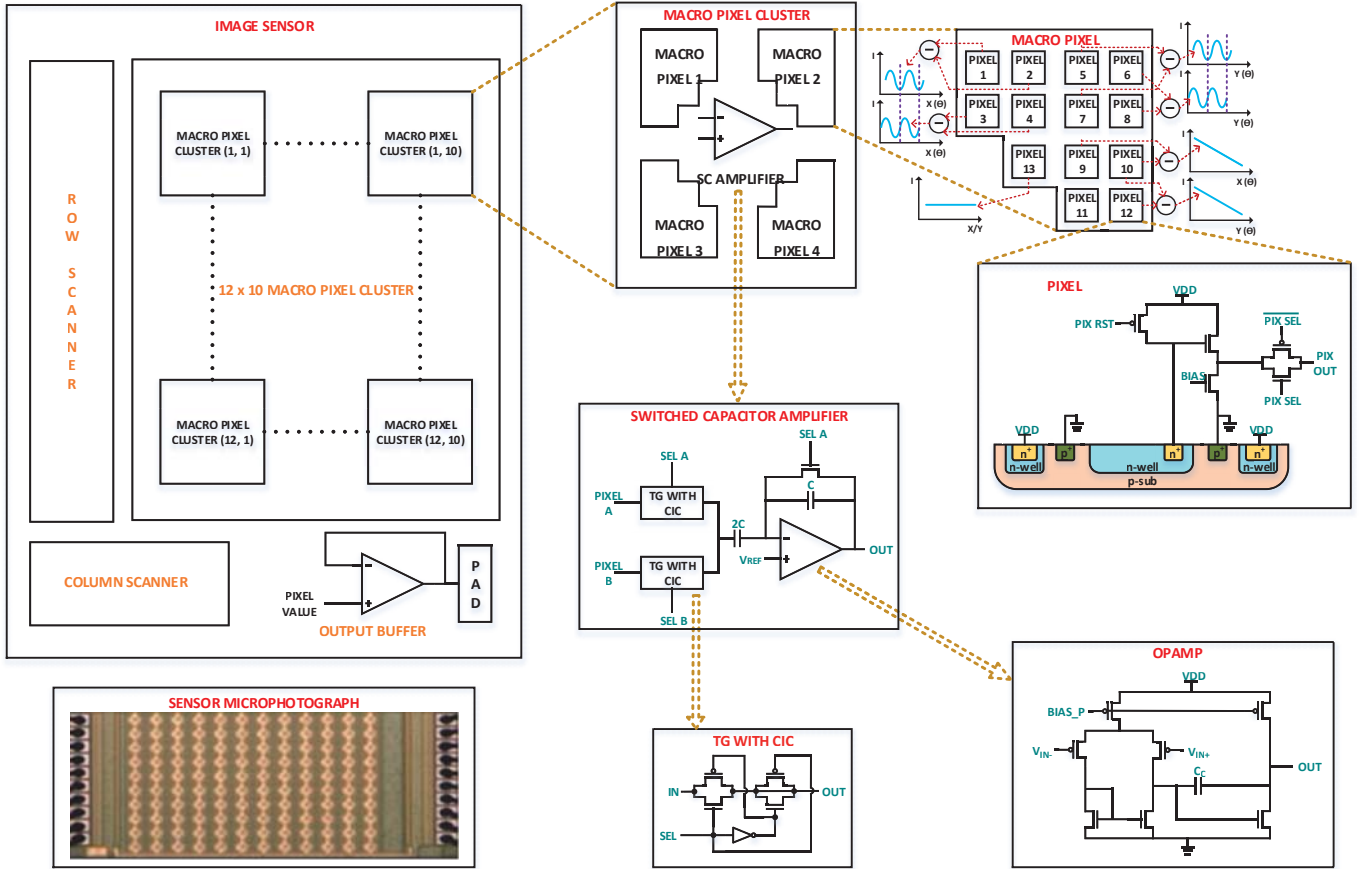 IMAGE SENSOR
ROW SCANNER
MACRO PIXEL
CLUSTER (1, 1)
MACRO PIXEL
CLUSTER (1, 10)
12 x 10 MACRO PIXEL CLUSTER
MACRO PIXEL
CLUSTER (12, 1)
MACRO PIXEL
CLUSTER (12, 10)
COLUMN SCANNER
PIXEL
VALUE
-
+
OUTPUT BUFFER
PAD
SENSOR MICROPHOTOGRAPH
MACRO PIXEL CLUSTER
MACRO
PIXEL 1
MACRO
PIXEL 2
SC AMPLIFIER
MACRO
PIXEL 3
MACRO
PIXEL 4
MACRO PIXEL
PIXEL
1
PIXEL
2
PIXEL
5
PIXEL
6
PIXEL
3
PIXEL
4
PIXEL
7
PIXEL
8
PIXEL
13
PIXEL
9
PIXEL
10
PIXEL
11
PIXEL
12
I
X (Θ)
I
X (Θ)
I
X/Y
I
Y (Θ)
I
Y (Θ)
I
X (Θ)
I
Y (Θ)
PIXEL
VDD
PIX RST
PIX SEL
PIX
OUT
BIAS
PIX SEL
VDD
VDD
n+
p+
n+
p+
n+
n-well
n-well
n-well
p-sub
SWITCHED CAPACITOR AMPLIFIER
SEL A
SEL A
C
PIXEL
A
TG WITH
CIC
2C
-
VREF
+
OUT
PIXEL
B
TG WITH
CIC
SEL B
TG WITH CIC
IN
OUT
SEL
OPAMP
VDD
BIAS_P
VIN-
VIN+
CC
OUT